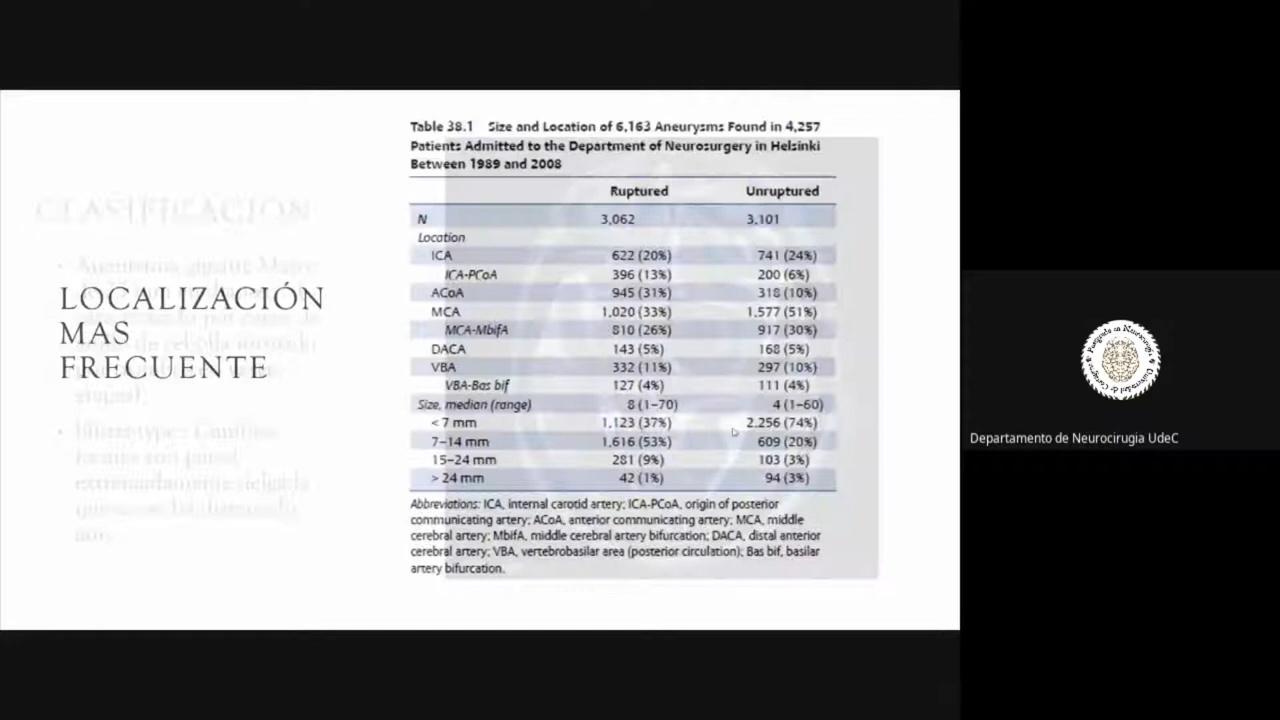 LOCALIZACIÓN
MAS
FRECUENTE
CLASIFICACION
Table 38.1 Size and Location of 6,163 Aneurysms Found in 4,257
Patients Admitted to the Department of Neurosurgery in Helsinki
Between 1989 and 2008
Ruptured Unruptured
N 3,062 3,101
Location
ICA 622 (20%) 741 (24%)
ICA-PCoA 396 (13%) 200 (6%)
ACoA 945 (31%) 318 (10%)
MCA 1,020 (33%) 1,577 (51%)
MCA-MbifA 810 (26%) 917 (30%)
DACA 143 (5%) 168 (5%)
VBA 332 (11%) 297 (10%)
VBA-Bas bif 127 (4%) 111 (4%)
Size, median (range) 8 (1–70) 4 (1–60)
< 7 mm 1,123 (37%) 2,256 (74%)
7–14 mm 1,616 (53%) 609 (20%)
15–24 mm 281 (9%) 103 (3%)
> 24 mm 42 (1%) 94 (3%)
Abbreviations: ICA, internal carotid artery; ICA-PCoA, origin of posterior
communicating artery; ACoA, anterior communicating artery; MCA, middle
cerebral artery; MbifA, middle cerebral artery bifurcation; DACA, distal anterior
cerebral artery; VBA, vertebrobasilar area (posterior circulation); Bas bif, basilar
artery bifurcation.
Departamento de Neurocirugia UdeC